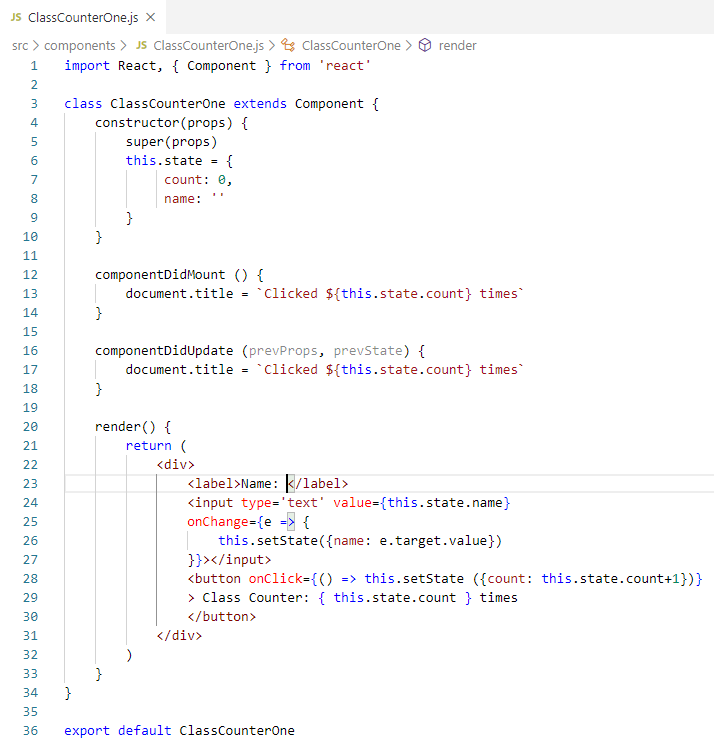 JS ClassCounterOne.js ×
src > components > JS ClassCounterOne.js > ClassCounterOne > render
1 import React, { Component } from 'react'
2
3 class ClassCounterOne extends Component {
4     constructor(props) {
5         super(props)
6         this.state = {
7              count: 0,
8              name: ''
9         }
10     }
11
12     componentDidMount () {
13         document.title = `Clicked ${this.state.count} times`
14     }
15
16     componentDidUpdate (prevProps, prevState) {
17         document.title = `Clicked ${this.state.count} times`
18     }
19
20     render() {
21         return (
22             <div>
23                 <label>Name: </label>
24                 <input type='text' value={this.state.name}
25                 onChange={e => {
26                     this.setState({name: e.target.value})
27                 }}></input>
28                 <button onClick={() => this.setState ({count: this.state.count+1})}
29                 > Class Counter: { this.state.count } times
30                 </button>
31             </div>
32         )
33     }
34 }
35
36 export default ClassCounterOne